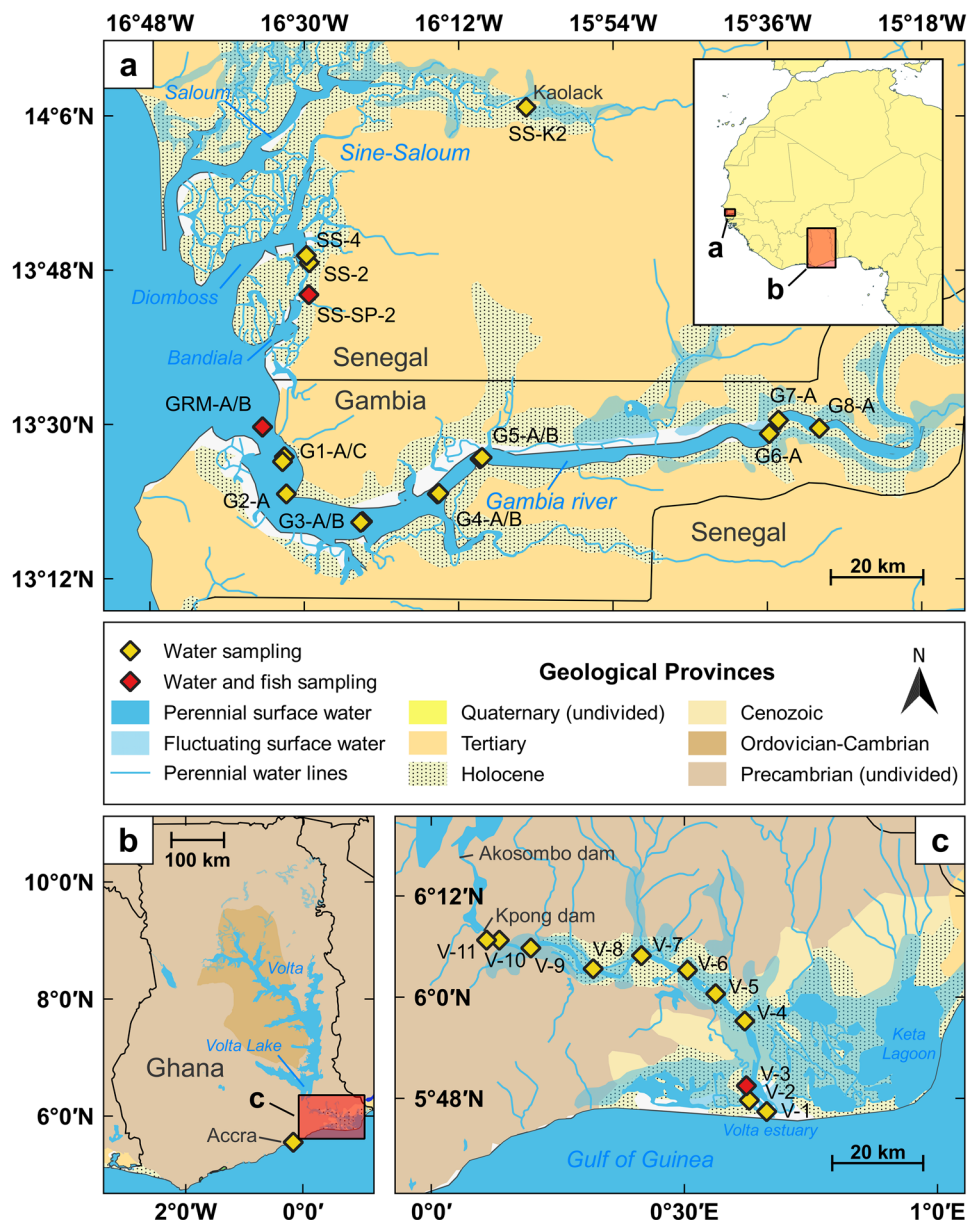 16°48′W 16°30′W 16°12′W 15°54′W 15°36′W 15°18′W
a
Saloum
Kaolack
14°6′N
SS-K2
Sine-Saloum
SS-4
13°48′N
SS-2
Diomboss
SS-SP-2
Bandiala
Senegal
a
b
Gambia
GRM-A/B
G7-A
G8-A
13°30′N
G5-A/B
G1-A/C
G6-A
G2-A
Gambia river
G3-A/B
G4-A/B
Senegal
20 km
13°12′N
Water sampling
Water and fish sampling
Perennial surface water
Fluctuating surface water
Perennial water lines
Geological Provinces
Quaternary (undivided)
Tertiary
Holocene
Cenozoic
Ordovician-Cambrian
Precambrian (undivided)
N
b
100 km
10°0′N
Volta
8°0′N
Volta Lake
Ghana
c
6°0′N
Accra
2°0′W 0°0′
c
Akosombo dam
6°12′N
Kpong dam
V-11
V-10
V-9
V-8
V-7
V-6
V-5
6°0′N
V-4
Keta
Lagoon
V-3
V-2
5°48′N
V-1
Volta estuary
Gulf of Guinea
20 km
0°0′ 0°30′E 1°0′E